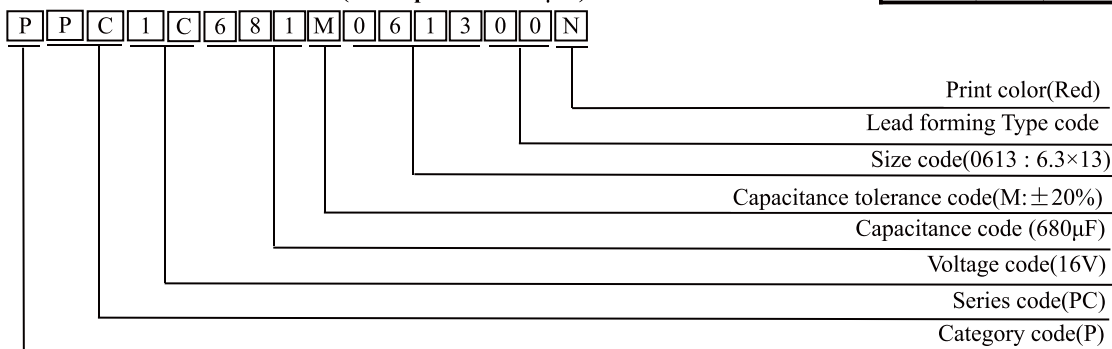 P P C 1 C 6 8 1 M 0 6 1 3 0 0 N
Print color(Red)
Lead forming Type code
Size code(0613 : 6.3×13)
Capacitance tolerance code(M:±20%)
Capacitance code (680μF)
Voltage code(16V)
Series code(PC)
Category code(P)